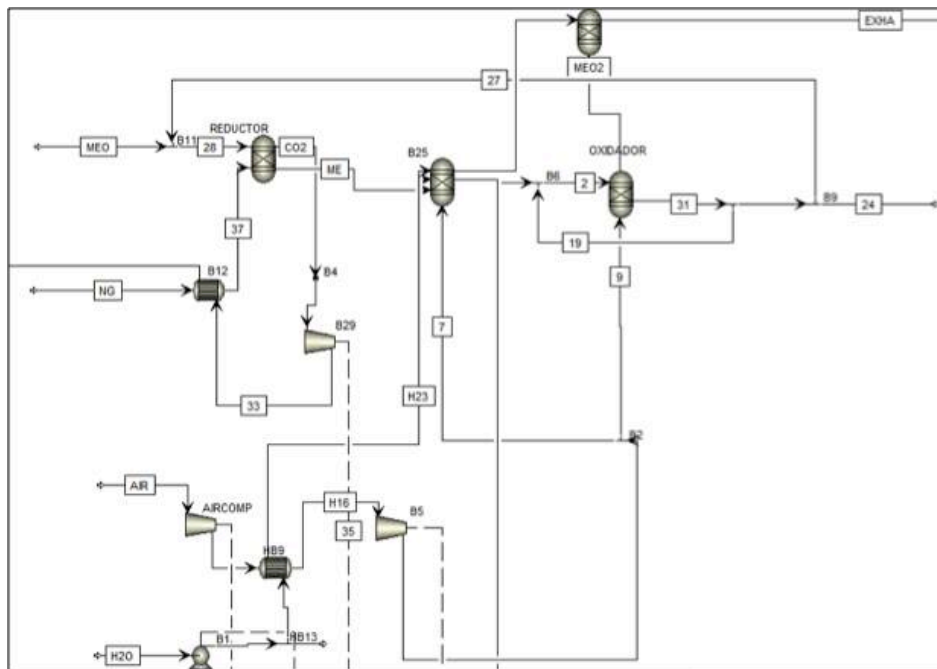 EXHA
MEO2
27
REDUCTOR
MEO
B11
28
CO2
ME
B25
OXIDADOR
B6
2
31
B9
24
37
19
B12
NG
B4
9
B29
7
33
H23
B2
AIR
AIRCOMP
H16
B5
35
HB9
H2O
B1
HB13